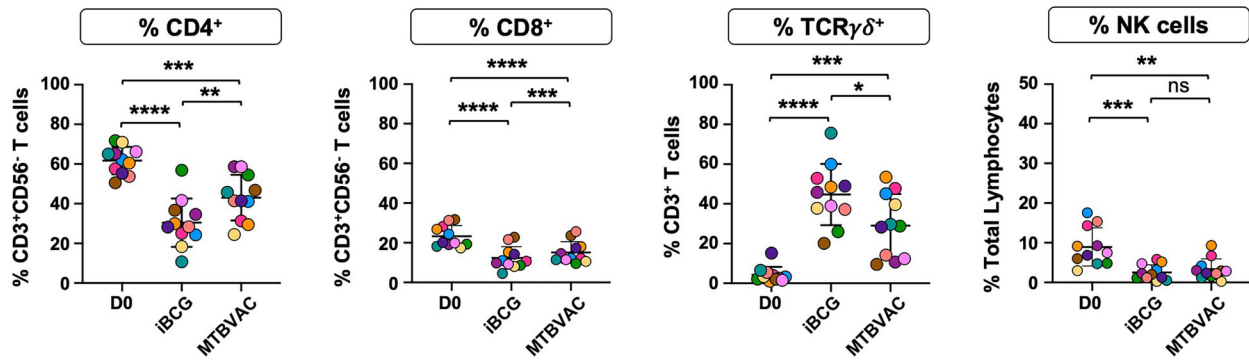 % CD4⁺
% CD3⁺CD56⁻ T cells
100
80
60
40
20
0
***
**
****
D0
iBCG
MTBVAC
% CD8⁺
% CD3⁺CD56⁻ T cells
100
80
60
40
20
0
****
****
***
D0
iBCG
MTBVAC
% TCRγδ⁺
% CD3⁺ T cells
100
80
60
40
20
0
***
*
****
D0
iBCG
MTBVAC
% NK cells
% Total Lymphocytes
50
40
30
20
10
0
**
ns
***
D0
iBCG
MTBVAC